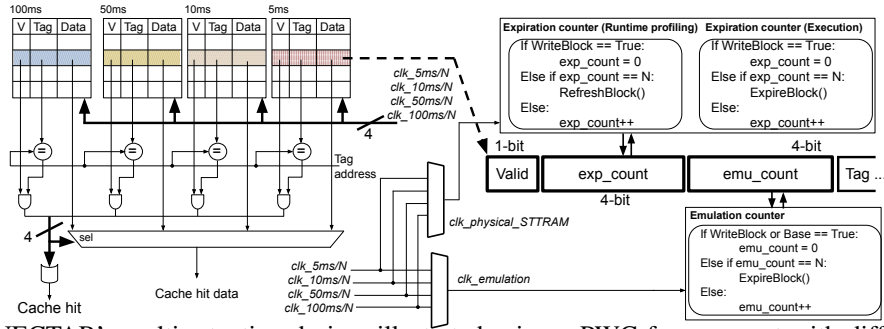 100ms 50ms 10ms 5ms
V Tag Data V Tag Data V Tag Data V Tag Data
clk_5ms/N
clk_10ms/N
clk_50ms/N
clk_100ms/N
4
= = = =
Tag
address
4
sel
Cache hit
Cache hit data
clk_5ms/N
clk_10ms/N
clk_50ms/N
clk_100ms/N
clk_physical_STTRAM
clk_emulation
Expiration counter (Runtime profiling)
If WriteBlock == True:
exp_count = 0
Else if exp_count == N:
RefreshBlock()
Else:
exp_count++
Expiration counter (Execution)
If WriteBlock == True:
exp_count = 0
Else if exp_count == N:
ExpireBlock()
Else:
exp_count++
1-bit 4-bit
Valid exp_count emu_count Tag ...
4-bit
Emulation counter
If WriteBlock or Base == True:
emu_count = 0
Else if emu_count == N:
ExpireBlock()
Else:
emu_count++